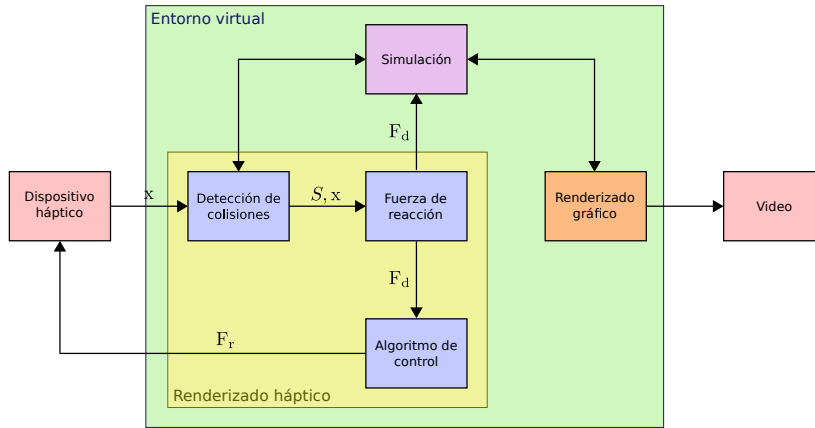 Entorno virtual
Simulación
F_d
Dispositivo
háptico
x
Detección de
colisiones
S, x
Fuerza de
reacción
Renderizado
gráfico
Video
F_d
F_r
Algoritmo de
control
Renderizado háptico